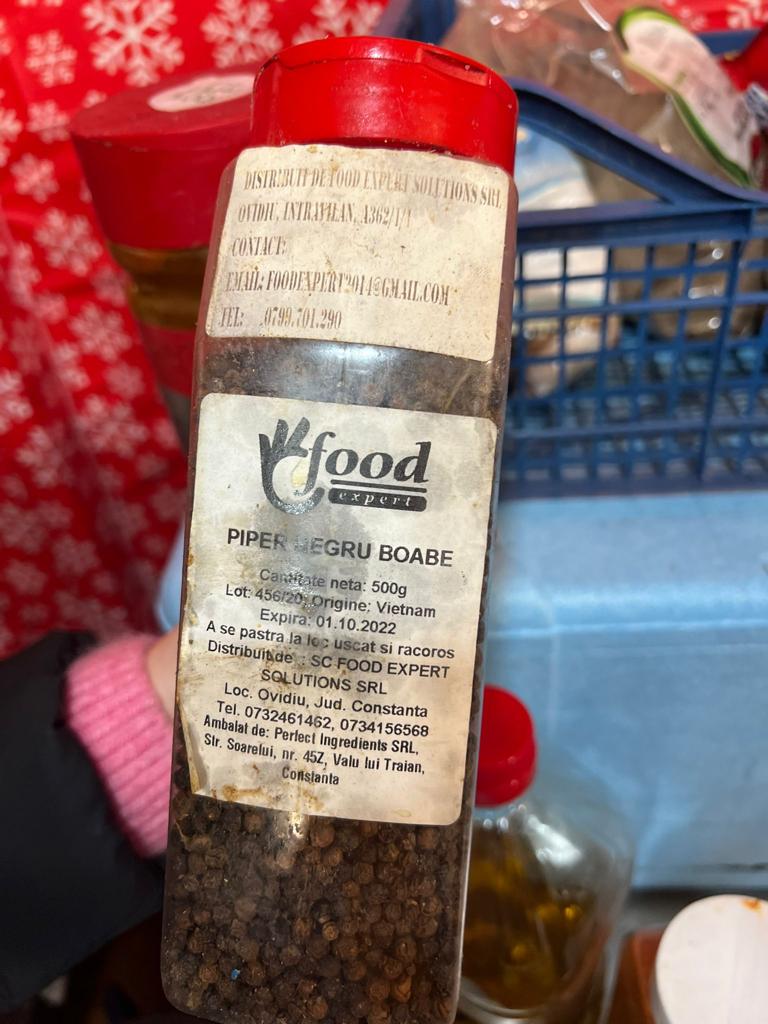 DISTRIBUIT DE FOOD EXPERT SOLUTIONS SRL
OVIDIU, INTRAVILAN, A362/1/1
CONTACT:
EMAIL: FOODEXPERT2014@GMAIL.COM
TEL: 0799.701.290
food
expert
PIPER NEGRU BOABE
Cantitate neta: 500g
Lot: 456/20; Origine: Vietnam
Expira: 01.10.2022
A se pastra la loc uscat si racoros
Distribuit de : SC FOOD EXPERT
SOLUTIONS SRL
Loc. Ovidiu, Jud. Constanta
Tel. 0732461462, 0734156568
Ambalat de: Perfect Ingredients SRL,
Str. Soarelui, nr. 45Z, Valu lui Traian,
Constanta